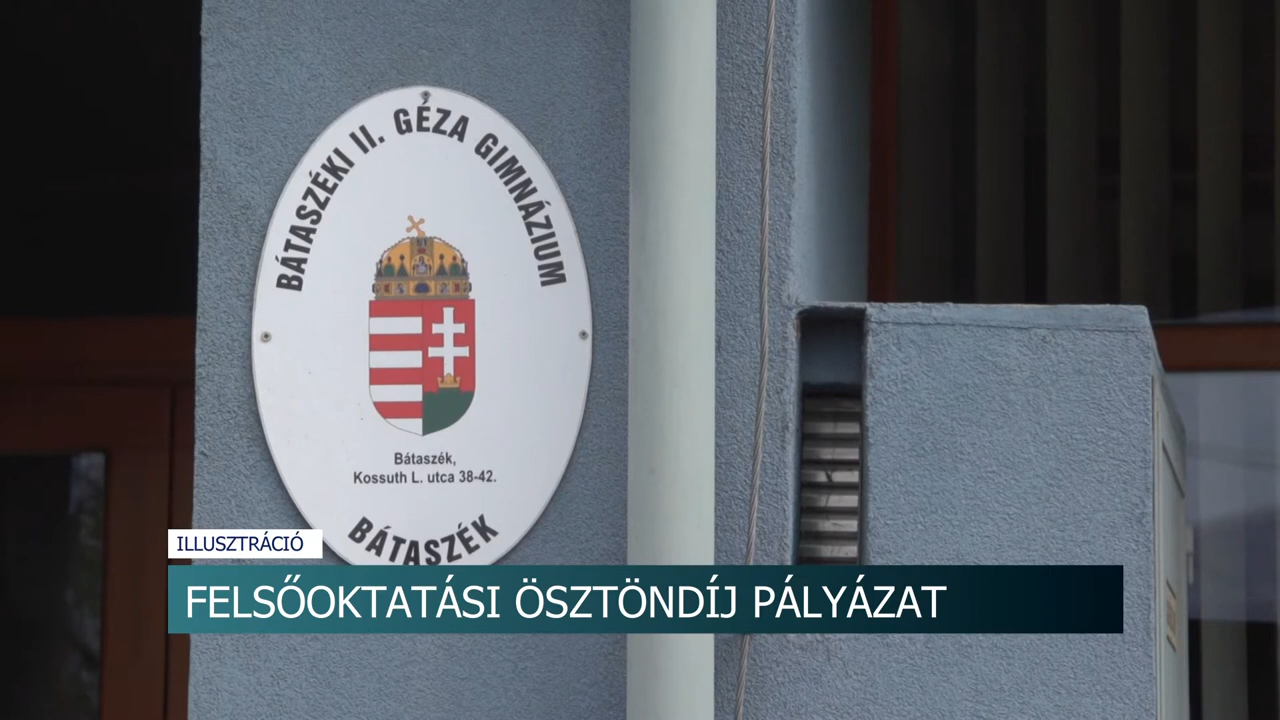 BÁTASZÉKI II. GÉZA GIMNÁZIUM
Bátaszék,
Kossuth L. utca 38-42.
BÁTASZÉK
ILLUSZTRÁCIÓ
FELSŐOKTATÁSI ÖSZTÖNDÍJ PÁLYÁZAT